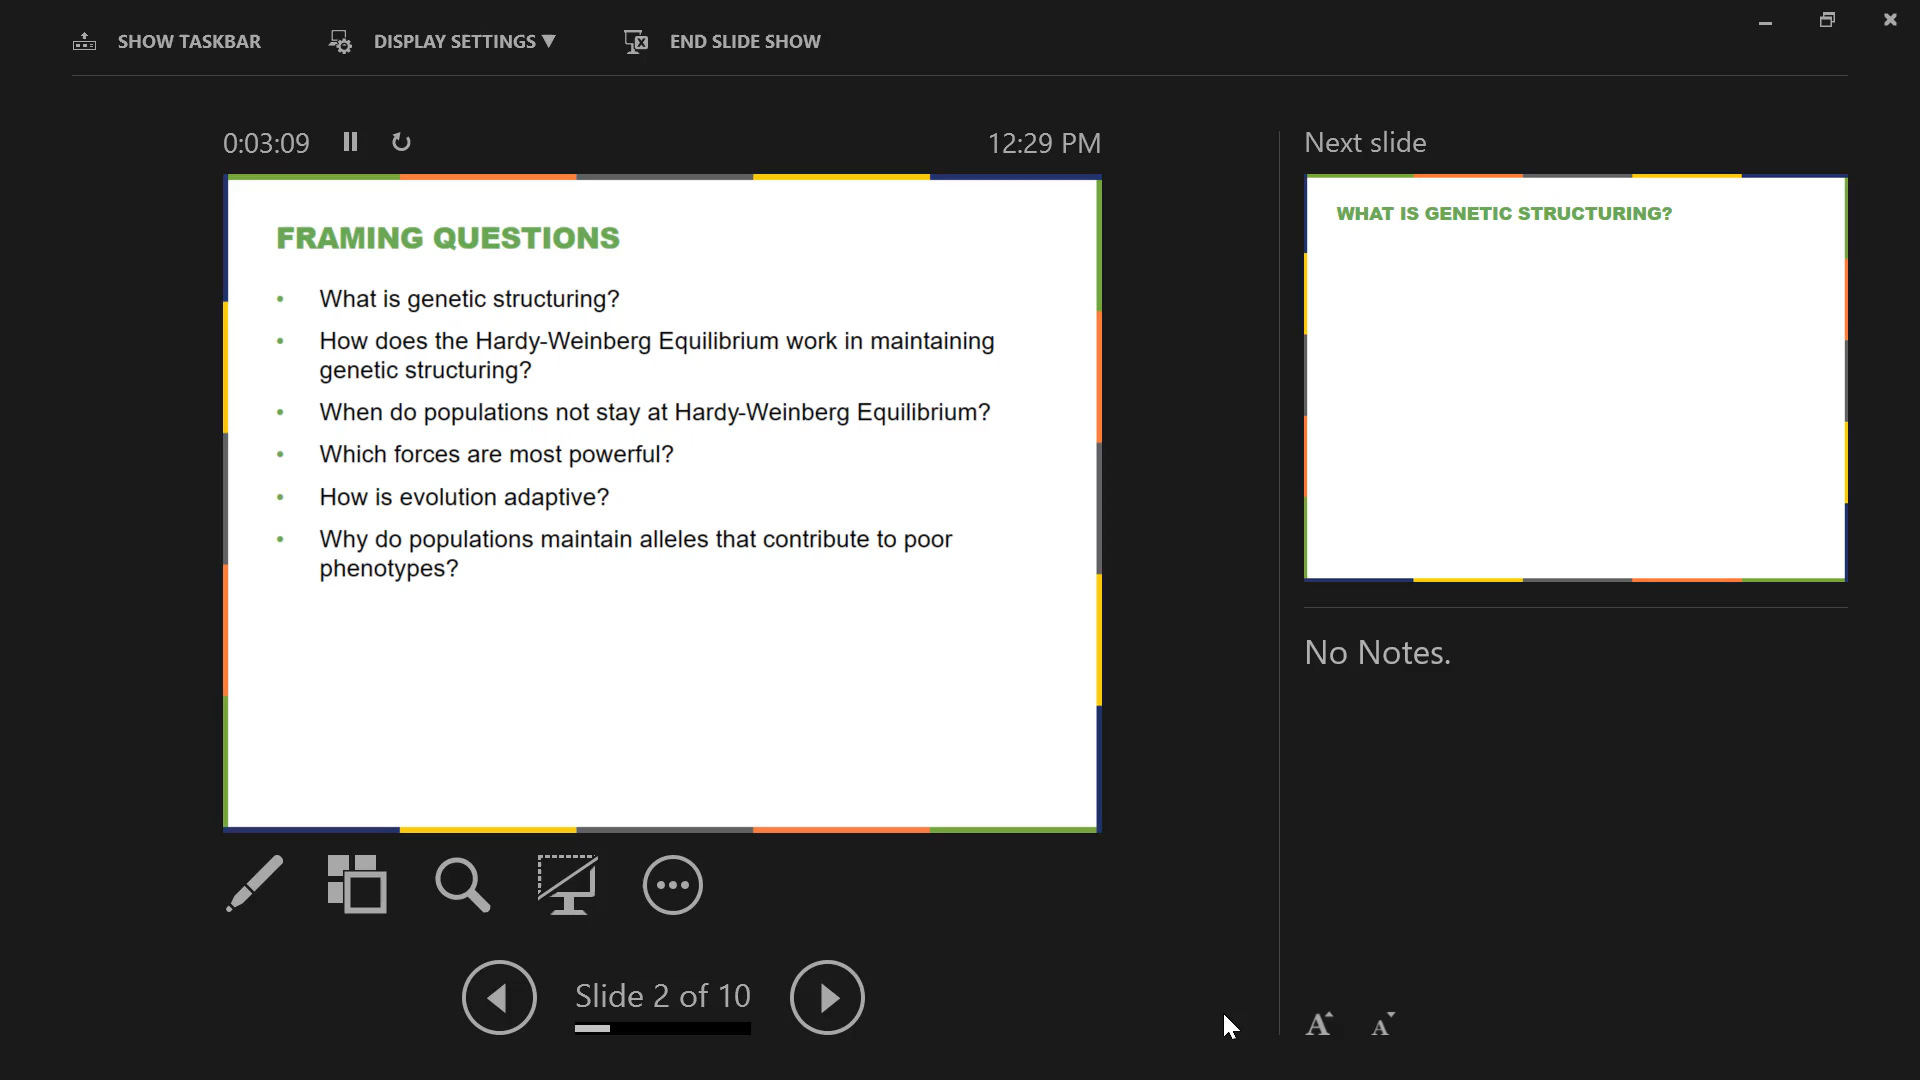 SHOW TASKBAR
DISPLAY SETTINGS ▼
END SLIDE SHOW
0:03:09
12:29 PM
FRAMING QUESTIONS
• What is genetic structuring?
• How does the Hardy-Weinberg Equilibrium work in maintaining
genetic structuring?
• When do populations not stay at Hardy-Weinberg Equilibrium?
• Which forces are most powerful?
• How is evolution adaptive?
• Why do populations maintain alleles that contribute to poor
phenotypes?
Slide 2 of 10
Next slide
WHAT IS GENETIC STRUCTURING?
No Notes.
A A